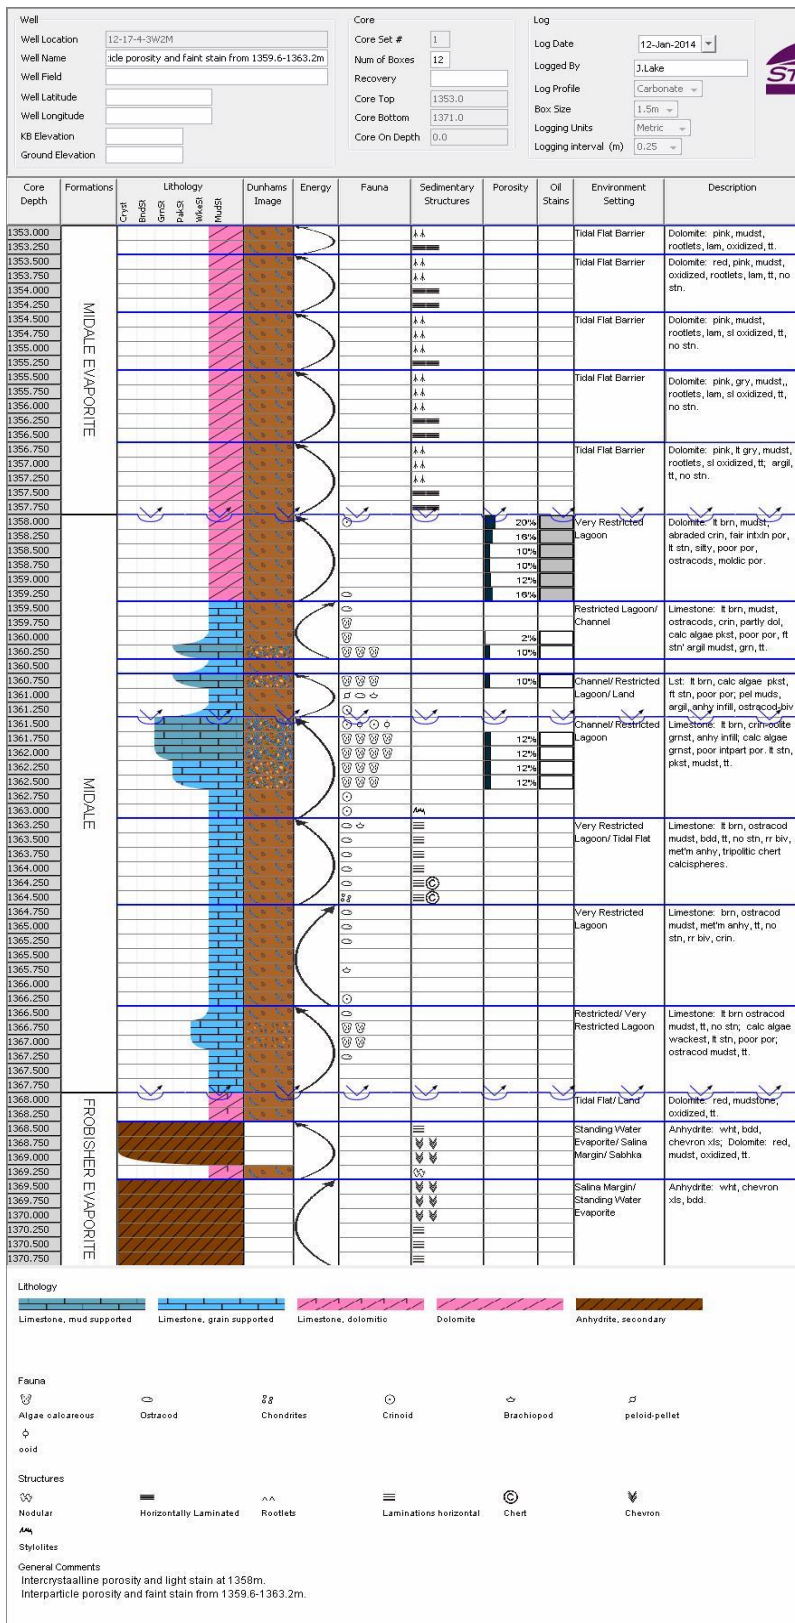 Well
Well Location 12-17-4-3W2M
Well Name :icle porosity and faint stain from 1359.6-1363.2m
Well Field
Well Latitude
Well Longitude
KB Elevation
Ground Elevation
Core
Core Set # 1
Num of Boxes 12
Recovery
Core Top 1353.0
Core Bottom 1371.0
Core On Depth 0.0
Log
Log Date 12-Jan-2014
Logged By J.Lake
Log Profile Carbonate
Box Size 1.5m
Logging Units Metric
Logging interval (m) 0.25
ST
Core Depth Formations Lithology Dunhams Image Energy Fauna Sedimentary Structures Porosity Oil Stains Environment Setting Description
Cryst BndSt GrnSt PakSt WkeSt MudSt
MIDALE EVAPORITE
1353.000 Tidal Flat Barrier Dolomite: pink, mudst,
1353.250 rootlets, lam, oxidized, tt.
1353.500 Tidal Flat Barrier Dolomite: red, pink, mudst,
1353.750 oxidized, rootlets, lam, tt, no
1354.000 stn.
1354.250
1354.500 Tidal Flat Barrier Dolomite: pink, mudst,
1354.750 rootlets, lam, sl oxidized, tt,
1355.000 no stn.
1355.250
1355.500 Tidal Flat Barrier Dolomite: pink, gry, mudst,,
1355.750 rootlets, lam, sl oxidized, tt,
1356.000 no stn.
1356.250
1356.500
1356.750 Tidal Flat Barrier Dolomite: pink, lt gry, mudst,
1357.000 rootlets, sl oxidized, tt; argil,
1357.250 tt, no stn.
1357.500
1357.750
MIDALE
1358.000 20% Very Restricted Dolomite: lt brn, mudst,
1358.250 16% Lagoon abraded crin, fair intxln por,
1358.500 10% lt stn, silty, poor por,
1358.750 10% ostracods, moldic por.
1359.000 12%
1359.250 16%
1359.500 Restricted Lagoon/ Limestone: lt brn, mudst,
1359.750 Channel ostracods, crin, partly dol,
1360.000 2% calc algae pkst, poor por, ft
1360.250 10% stn' argil mudst, grn, tt.
1360.500
1360.750 10% Channel/ Restricted Lst: lt brn, calc algae pkst,
1361.000 Lagoon/ Land ft stn, poor por; pel muds,
1361.250 argil, anhy infill, ostracod-biv
1361.500 Channel/ Restricted Limestone: lt brn, crin-oolite
1361.750 12% Lagoon grnst, anhy infill; calc algae
1362.000 12% grnst, poor intpart por. lt stn,
1362.250 12% pkst, mudst, tt.
1362.500 12%
1362.750
1363.000
1363.250 Very Restricted Limestone: lt brn, ostracod
1363.500 Lagoon/ Tidal Flat mudst, bdd, tt, no stn, rr biv,
1363.750 met'm anhy, tripolitic chert
1364.000 calcispheres.
1364.250
1364.500
1364.750 Very Restricted Limestone: brn, ostracod
1365.000 Lagoon mudst, met'm anhy, tt, no
1365.250 stn, rr biv, crin.
1365.500
1365.750
1366.000
1366.250
1366.500 Restricted/ Very Limestone: lt brn ostracod
1366.750 Restricted Lagoon mudst, tt, no stn; calc algae
1367.000 wackest, lt stn, poor por;
1367.250 ostracod mudst, tt.
1367.500
1367.750
FROBISHER EVAPORITE
1368.000 Tidal Flat/ Land Dolomite: red, mudstone,
1368.250 oxidized, tt.
1368.500 Standing Water Anhydrite: wht, bdd,
1368.750 Evaporite/ Salina chevron xls; Dolomite: red,
1369.000 Margin/ Sabhka mudst, oxidized, tt.
1369.250
1369.500 Salina Margin/ Anhydrite: wht, chevron
1369.750 Standing Water xls, bdd.
1370.000 Evaporite
1370.250
1370.500
1370.750
Lithology
Limestone, mud supported Limestone, grain supported Limestone, dolomitic Dolomite Anhydrite, secondary
Fauna
Algae calcareous Ostracod Chondrites Crinoid Brachiopod peloid-pellet
ooid
Structures
Nodular Horizontally Laminated Rootlets Laminations horizontal Chert Chevron
Stylolites
General Comments
Intercrystaalline porosity and light stain at 1358m.
Interparticle porosity and faint stain from 1359.6-1363.2m.